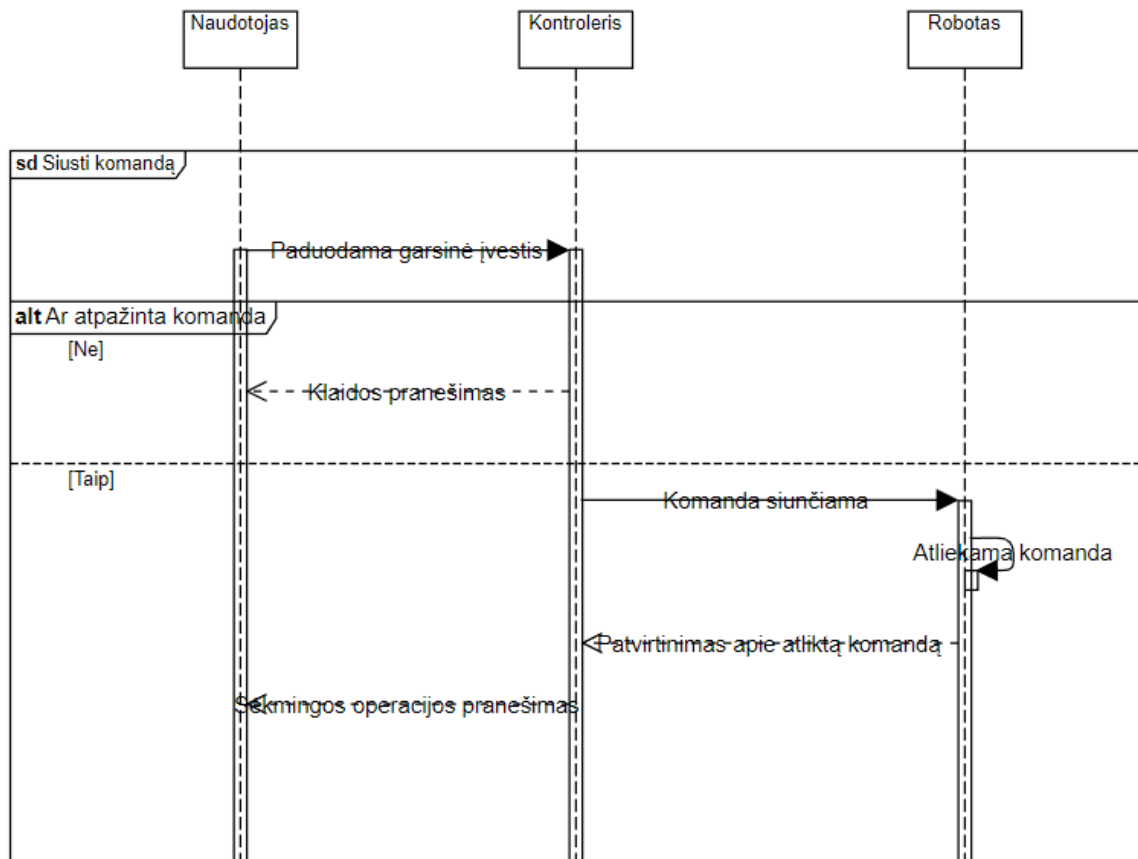 Naudotojas
Kontroleris
Robotas
sd Siusti komandą
Paduodama garsinė įvestis
alt Ar atpažinta komanda
[Ne]
Klaidos pranešimas
[Taip]
Komanda siunčiama
Atliekama komanda
Patvirtinimas apie atliktą komandą
Sėkmingos operacijos pranešimas